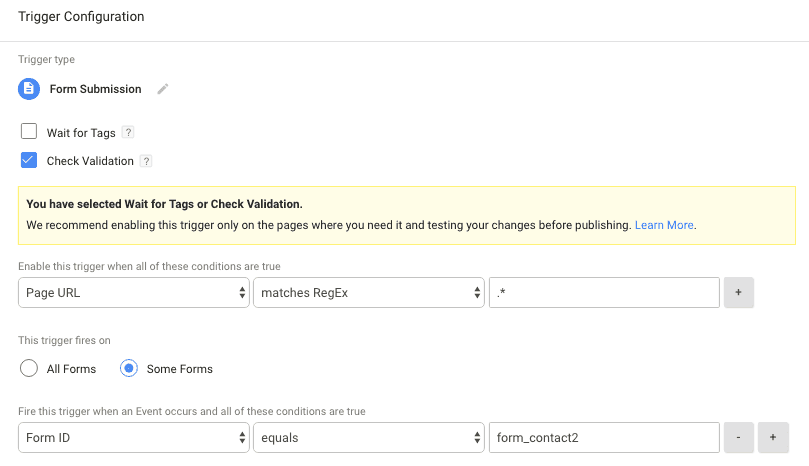 Trigger Configuration
Trigger type
Form Submission
Wait for Tags ?
Check Validation ?
You have selected Wait for Tags or Check Validation.
We recommend enabling this trigger only on the pages where you need it and testing your changes before publishing. Learn More.
Enable this trigger when all of these conditions are true
Page URL matches RegEx .* +
This trigger fires on
All Forms Some Forms
Fire this trigger when an Event occurs and all of these conditions are true
Form ID equals form_contact2 - +